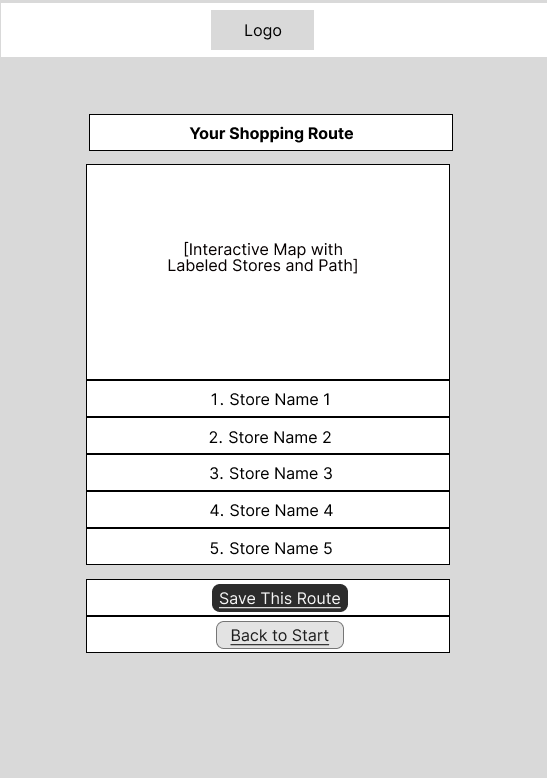 Logo
Your Shopping Route
[Interactive Map with
Labeled Stores and Path]
1. Store Name 1
2. Store Name 2
3. Store Name 3
4. Store Name 4
5. Store Name 5
Save This Route
Back to Start